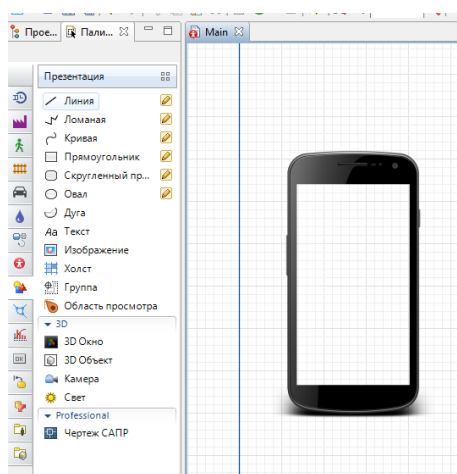 Прое...
Пали...
Main
Презентация
Линия
Ломаная
Кривая
Прямоугольник
Скругленный пр...
Овал
Дуга
Aa Текст
Изображение
Холст
Группа
Область просмотра
3D
3D Окно
3D Объект
Камера
Свет
Professional
Чертеж САПР